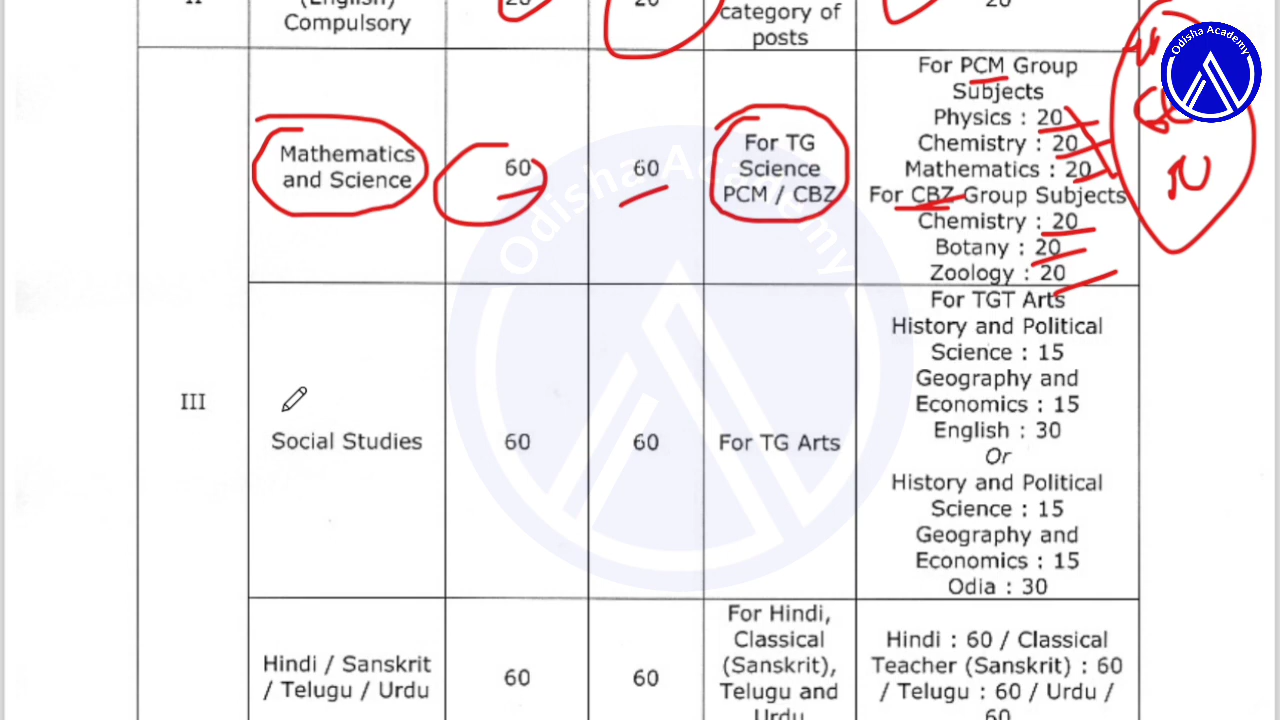 II
(English)
Compulsory
20
20
category of
posts
20
III
Mathematics
and Science
60
60
For TG
Science
PCM / CBZ
For PCM Group
Subjects
Physics : 20
Chemistry : 20
Mathematics : 20
For CBZ Group Subjects
Chemistry : 20
Botany : 20
Zoology : 20
Social Studies
60
60
For TG Arts
For TGT Arts
History and Political
Science : 15
Geography and
Economics : 15
English : 30
Or
History and Political
Science : 15
Geography and
Economics : 15
Odia : 30
Hindi / Sanskrit
/ Telugu / Urdu
60
60
For Hindi,
Classical
(Sanskrit),
Telugu and
Urdu
Hindi : 60 / Classical
Teacher (Sanskrit) : 60
/ Telugu : 60 / Urdu /
60
Odisha Academy
Odisha Academy